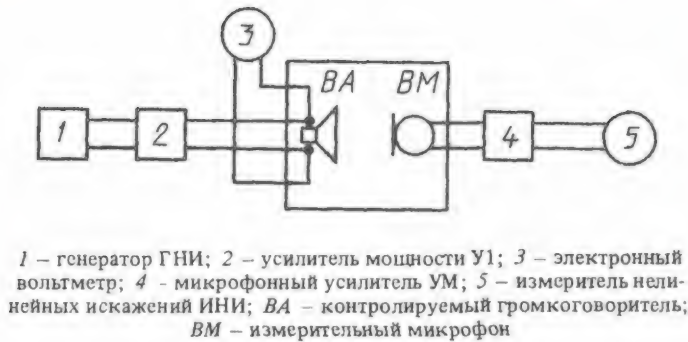 3
ВА ВМ
1 2 4 5
1 – генератор ГНИ; 2 – усилитель мощности У1; 3 – электронный
вольтметр; 4 - микрофонный усилитель УМ; 5 – измеритель нели-
нейных искажений ИНИ; ВА – контролируемый громкоговоритель;
ВМ – измерительный микрофон